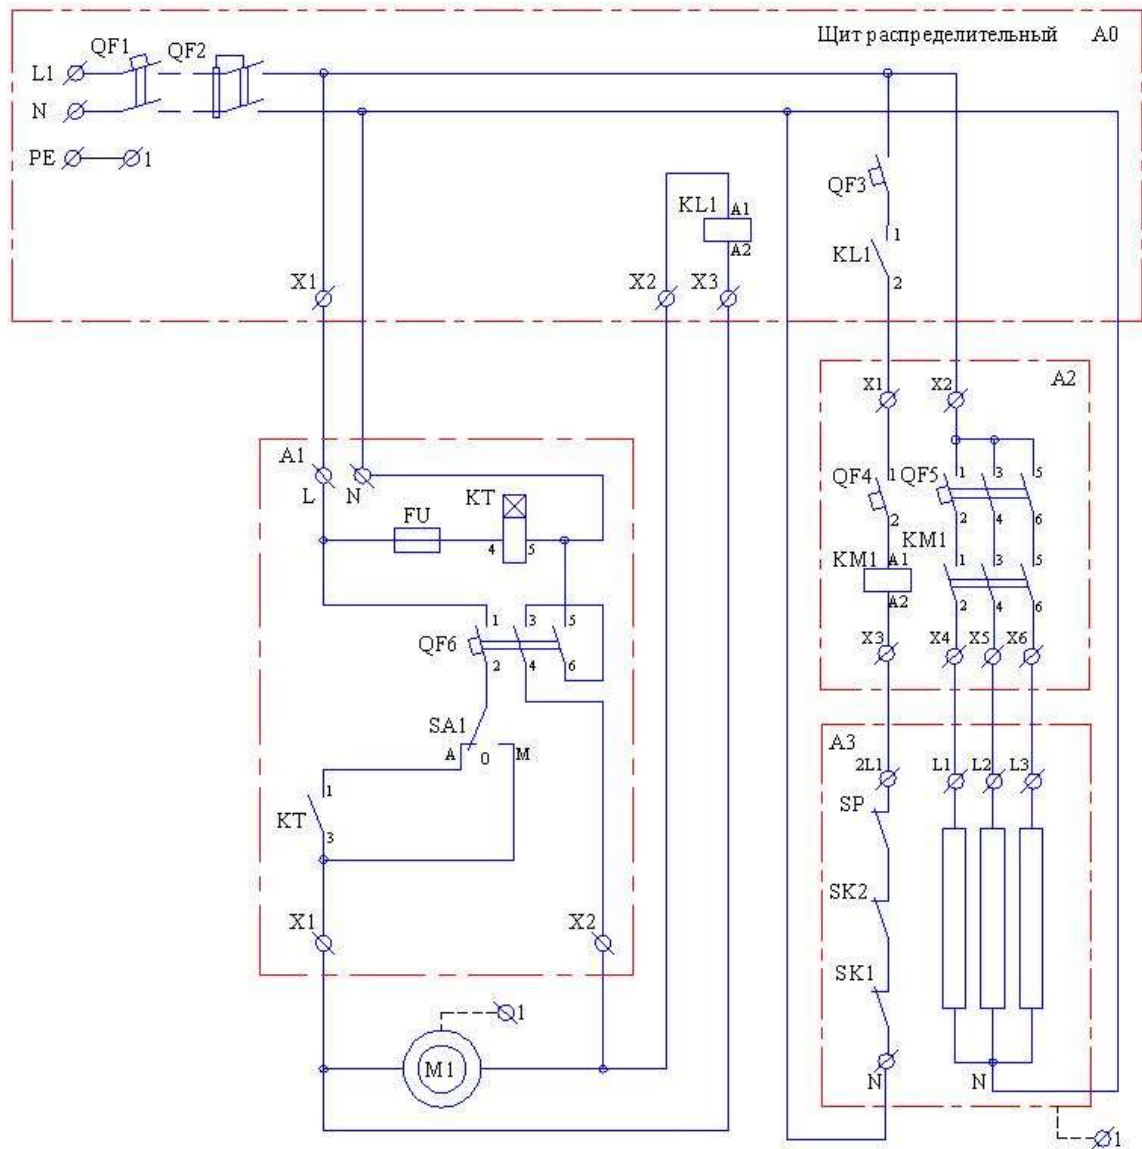 Щит распределительный A0
QF1 QF2
L1
N
PE 1
QF3
KL1 A1
A2
1
KL1
2
X1 X2 X3
X1 X2 A2
A1
L N
KT
FU
4 5
QF4 1 QF5 1 3 5
2 2 4 6
KM1
KM1 A1 1 3 5
A2 2 4 6
1 3 5
QF6
2 4 6
X3 X4 X5 X6
SA1
A 0 M
A3
2L1 L1 L2 L3
1
KT
3
SP
SK2
X1 X2
SK1
1
M1
N N
1